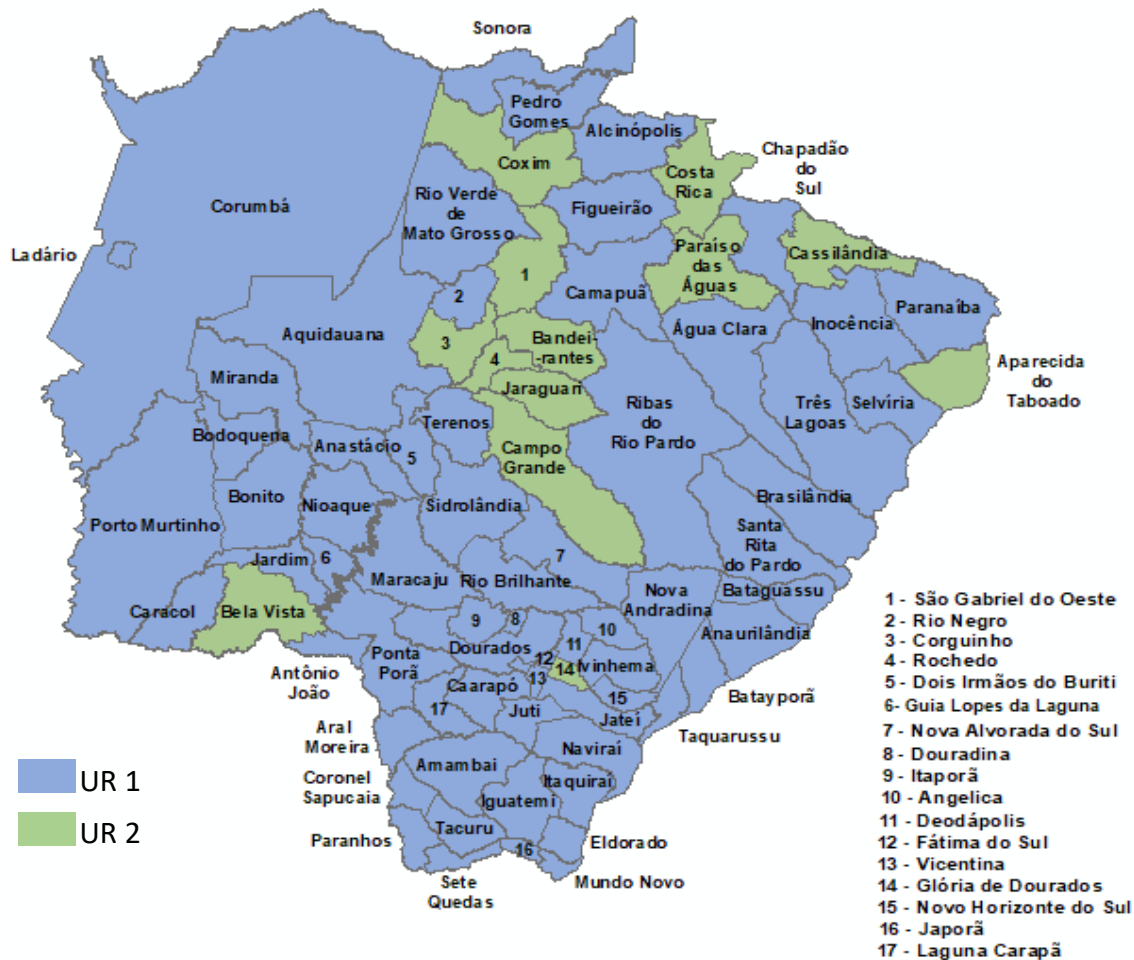 Sonora
Pedro
Gomes
Alcinópolis
Coxim
Costa
Rica
Chapadão
do
Sul
Corumbá
Rio Verde
de
Mato Grosso
Figueirão
Ladário
Paraíso
das
Águas
Cassilândia
1
2
Camapuã
Paranaíba
Aquidauana
Água Clara
Inocência
3
Bandei-
-rantes
4
Miranda
Jaraguari
Aparecida
do
Taboado
Ribas
do
Rio Pardo
Três
Lagoas
Selvíria
Terenos
Bodoquena
Anastácio
5
Campo
Grande
Bonito
Nioaque
Sidrolândia
Brasilândia
Porto Murtinho
Santa
Rita
do Pardo
Jardim
6
7
Maracaju
Rio Brilhante
Nova
Andradina
Bataguassu
Caracol
Bela Vista
9
8
10
Anaurilândia
Dourados
11
12
Ivinhema
14
Antônio
João
Ponta
Porã
Caarapó
13
15
Batayporã
17
Juti
Jateí
Taquarussu
Aral
Moreira
Naviraí
Amambai
Itaquiraí
Coronel
Sapucaia
Iguatemi
Paranhos
Tacuru
Eldorado
16
Sete
Quedas
Mundo Novo
UR 1
UR 2
1 - São Gabriel do Oeste
2 - Rio Negro
3 - Corguinho
4 - Rochedo
5 - Dois Irmãos do Buriti
6- Guia Lopes da Laguna
7 - Nova Alvorada do Sul
8 - Douradina
9 - Itaporã
10 - Angelica
11 - Deodápolis
12 - Fátima do Sul
13 - Vicentina
14 - Glória de Dourados
15 - Novo Horizonte do Sul
16 - Japorã
17 - Laguna Carapã